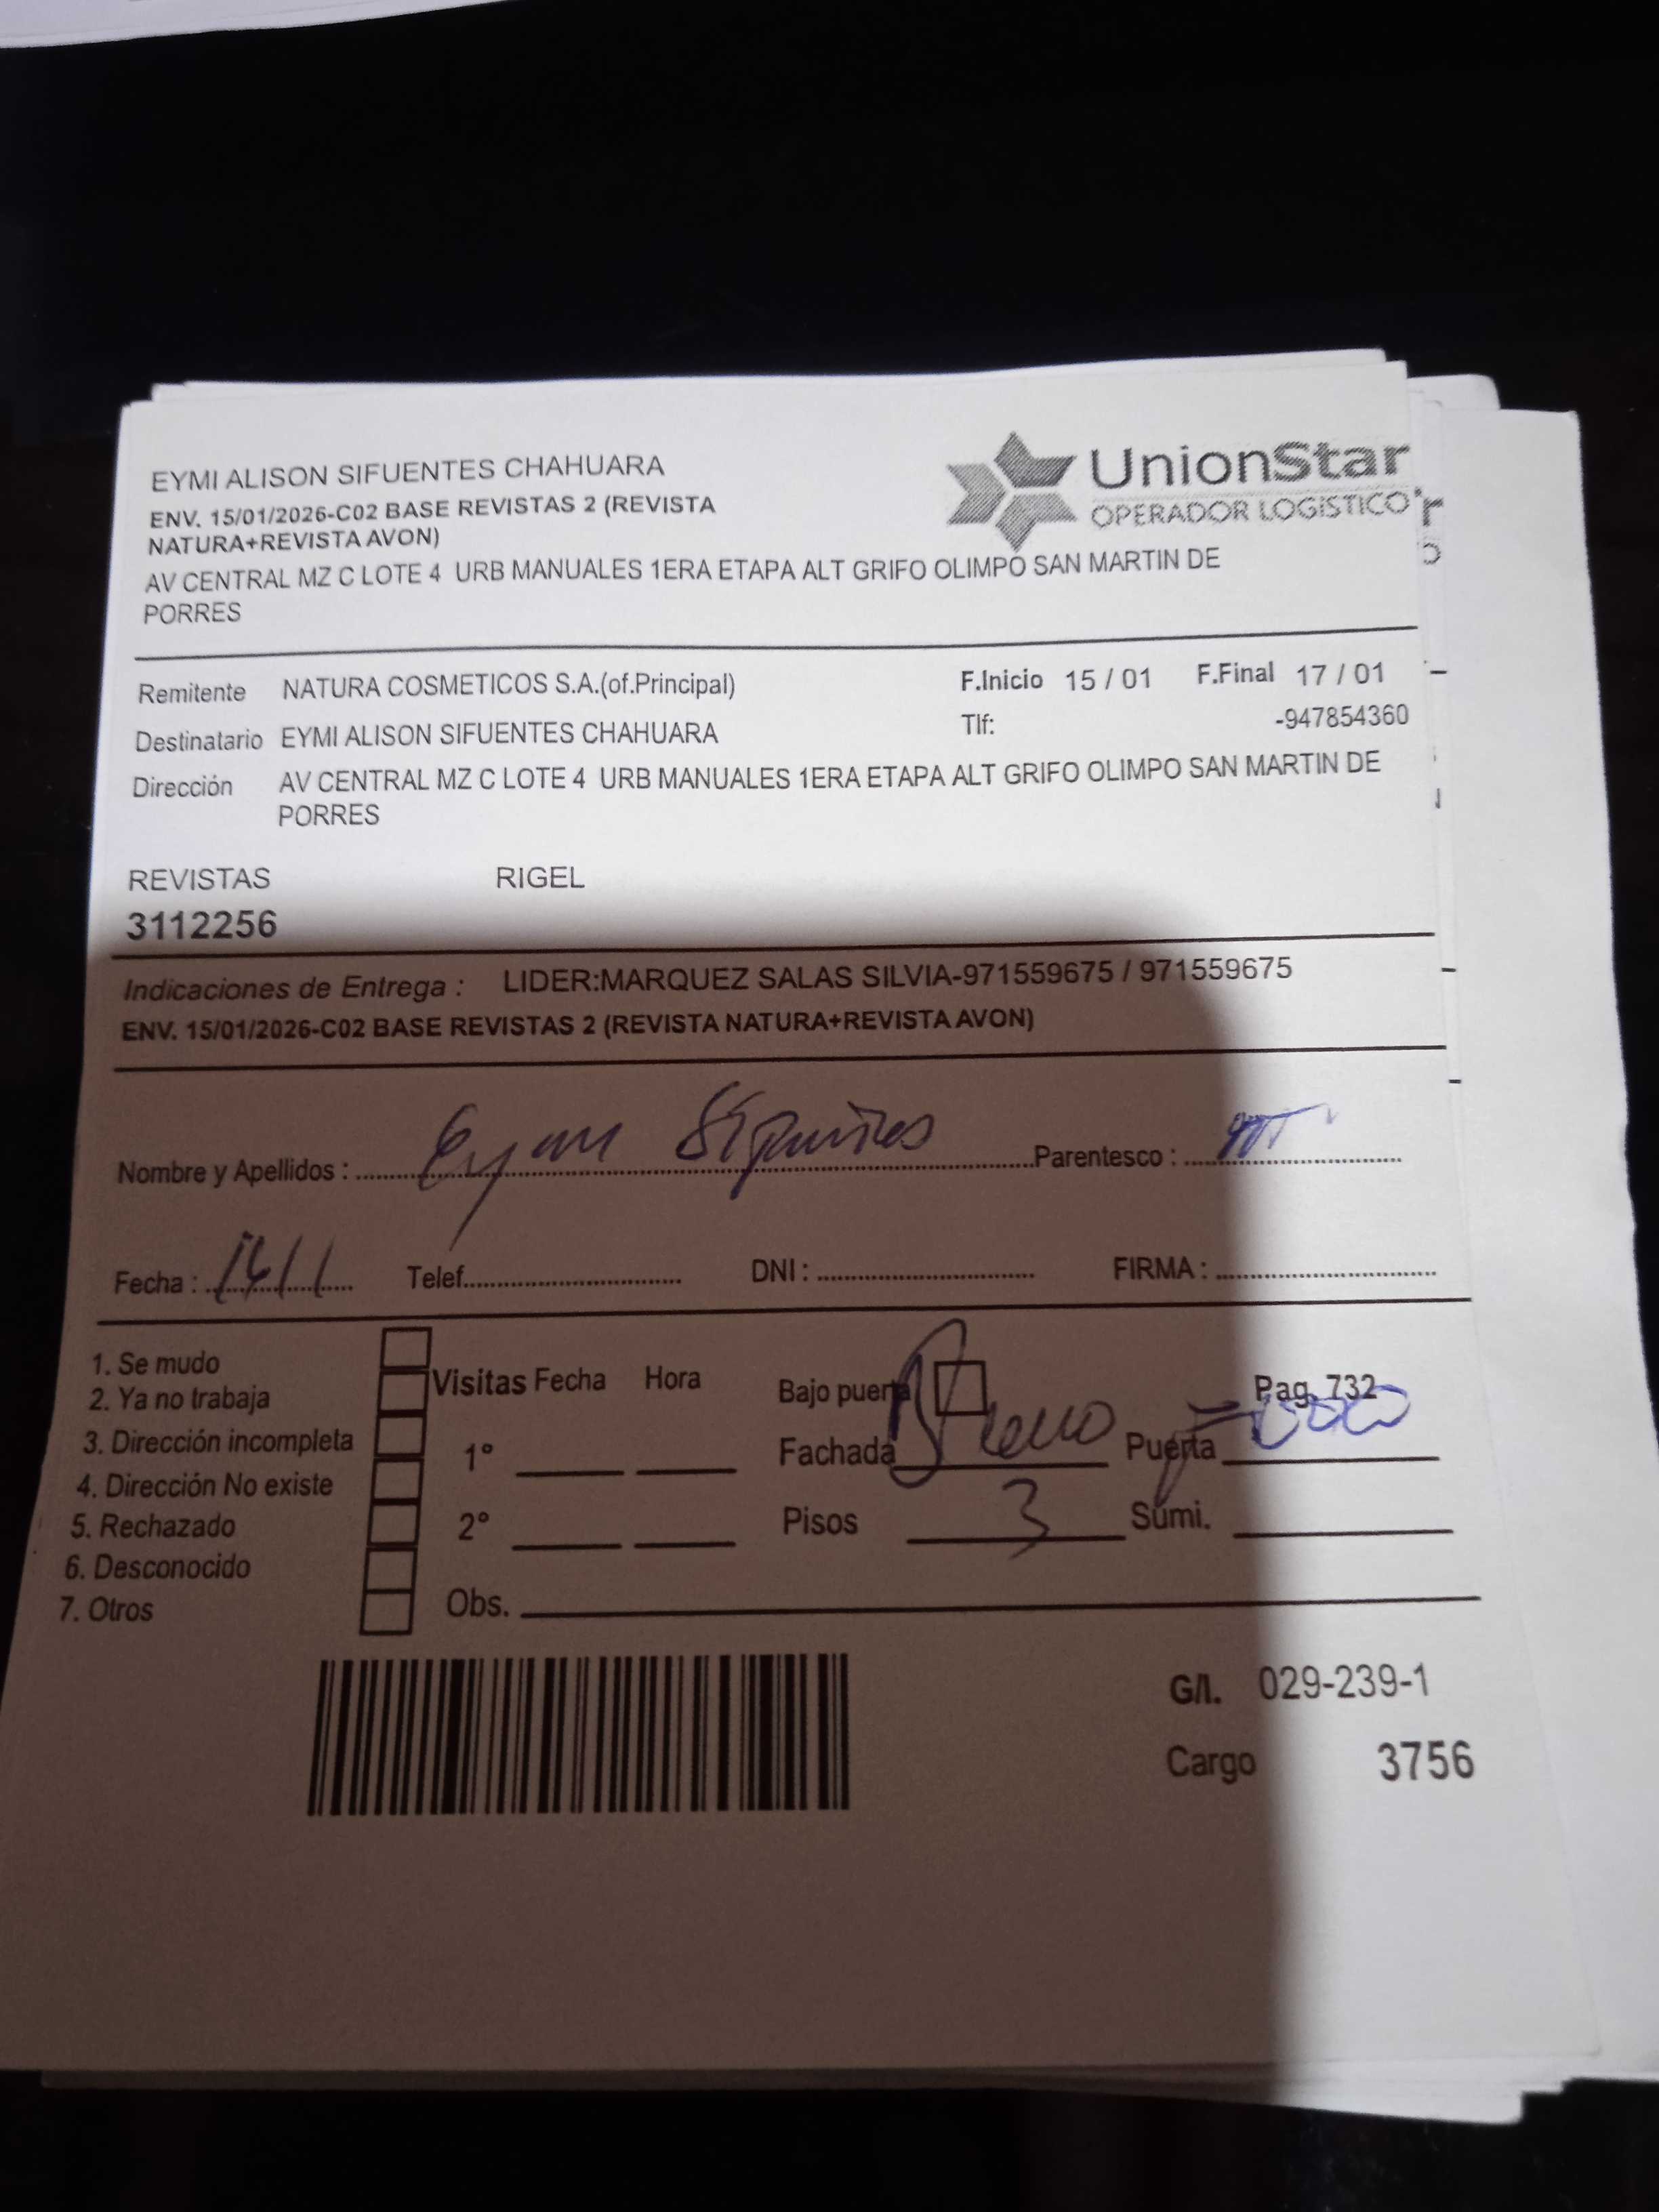 EYMI ALISON SIFUENTES CHAHUARA
UnionStar
OPERADOR LOGÍSTICO
ENV. 15/01/2026-C02 BASE REVISTAS 2 (REVISTA
NATURA+REVISTA AVON)
AV CENTRAL MZ C LOTE 4 URB MANUALES 1ERA ETAPA ALT GRIFO OLIMPO SAN MARTIN DE
PORRES
Remitente NATURA COSMETICOS S.A.(of.Principal) F.Inicio 15 / 01 F.Final 17 / 01
Destinatario EYMI ALISON SIFUENTES CHAHUARA Tlf: -947854360
Dirección AV CENTRAL MZ C LOTE 4 URB MANUALES 1ERA ETAPA ALT GRIFO OLIMPO SAN MARTIN DE
PORRES
REVISTAS RIGEL
3112256
Indicaciones de Entrega : LIDER:MARQUEZ SALAS SILVIA-971559675 / 971559675
ENV. 15/01/2026-C02 BASE REVISTAS 2 (REVISTA NATURA+REVISTA AVON)
Nombre y Apellidos : Parentesco :
Fecha : Telef. DNI : FIRMA :
1. Se mudo
2. Ya no trabaja
3. Dirección incompleta
4. Dirección No existe
5. Rechazado
6. Desconocido
7. Otros
Visitas Fecha Hora
1°
2°
Obs.
Bajo puerta Pag. 732
Fachada Puerta
Pisos 3 Sumi.
G/I. 029-239-1
Cargo 3756